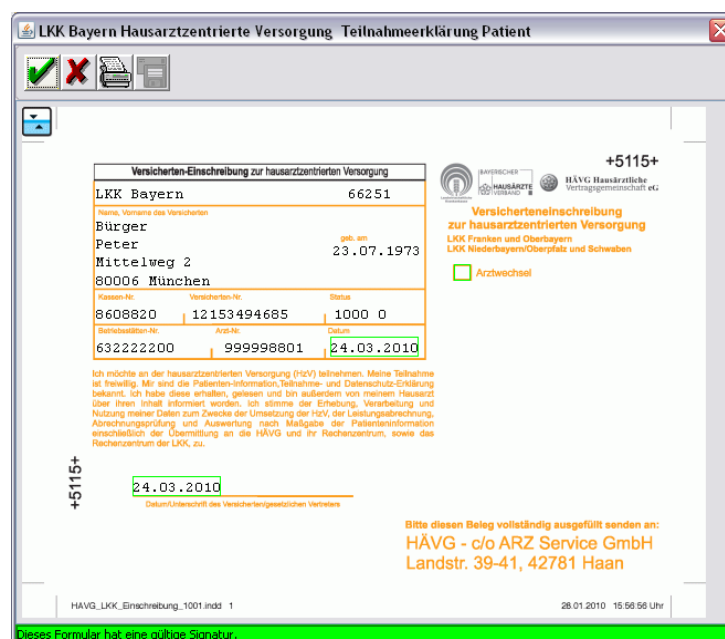 LKK Bayern Hausarztzentrierte Versorgung Teilnahmeerklärung Patient
+5115+
Versicherten-Einschreibung zur hausarztzentrierten Versorgung
LKK Bayern 66251
Name, Vorname des Versicherten
Bürger
Peter
geb. am
23.07.1973
Mittelweg 2
80006 München
Kassen-Nr. Versicherten-Nr. Status
8608820 12153494685 1000 0
Betriebsstätten-Nr. Arzt-Nr. Datum
632222200 999998801 24.03.2010
BAYERISCHER
HAUSÄRZTE
VERBAND
HÄVG Hausärztliche
Vertragsgemeinschaft eG
Versicherteneinschreibung
zur hausarztzentrierten Versorgung
LKK Franken und Oberbayern
LKK Niederbayern/Oberpfalz und Schwaben
Arztwechsel
Ich möchte an der hausarztzentrierten Versorgung (HzV) teilnehmen. Meine Teilnahme
ist freiwillig. Mir sind die Patienten-Information,Teilnahme- und Datenschutz-Erklärung
bekannt. Ich habe diese erhalten, gelesen und bin außerdem von meinem Hausarzt
über ihren Inhalt informiert worden. Ich stimme der Erhebung, Verarbeitung und
Nutzung meiner Daten zum Zwecke der Umsetzung der HzV, der Leistungsabrechnung,
Abrechnungsprüfung und Auswertung nach Maßgabe der Patienteninformation
einschließlich der Übermittlung an die HÄVG und ihr Rechenzentrum, sowie das
Rechenzentrum der LKK, zu.
+5115+
24.03.2010
Datum/Unterschrift des Versicherten/gesetzlichen Vertreters
Bitte diesen Beleg vollständig ausgefüllt senden an:
HÄVG - c/o ARZ Service GmbH
Landstr. 39-41, 42781 Haan
HAVG_LKK_Einschreibung_1001.indd 1 28.01.2010 15:56:56 Uhr
Dieses Formular hat eine gültige Signatur.